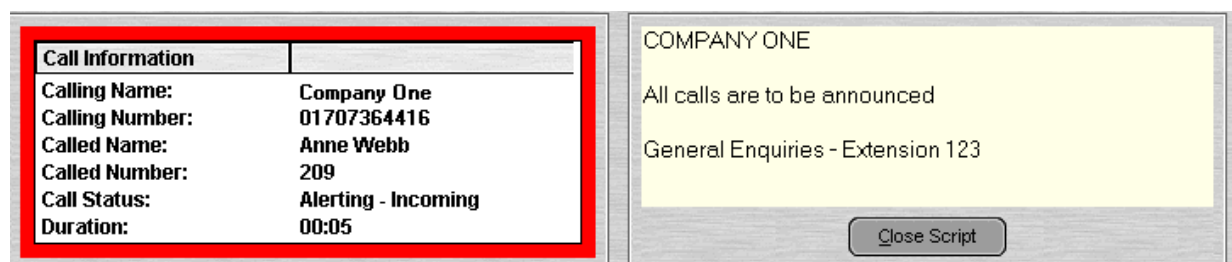 Call Information
Calling Name: Company One
Calling Number: 01707364416
Called Name: Anne Webb
Called Number: 209
Call Status: Alerting - Incoming
Duration: 00:05
COMPANY ONE
All calls are to be announced
General Enquiries - Extension 123
Close Script